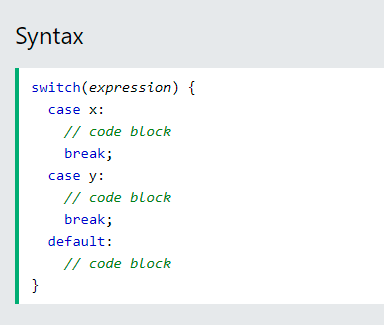 Syntax
switch(expression) {
  case x:
    // code block
    break;
  case y:
    // code block
    break;
  default:
    // code block
}